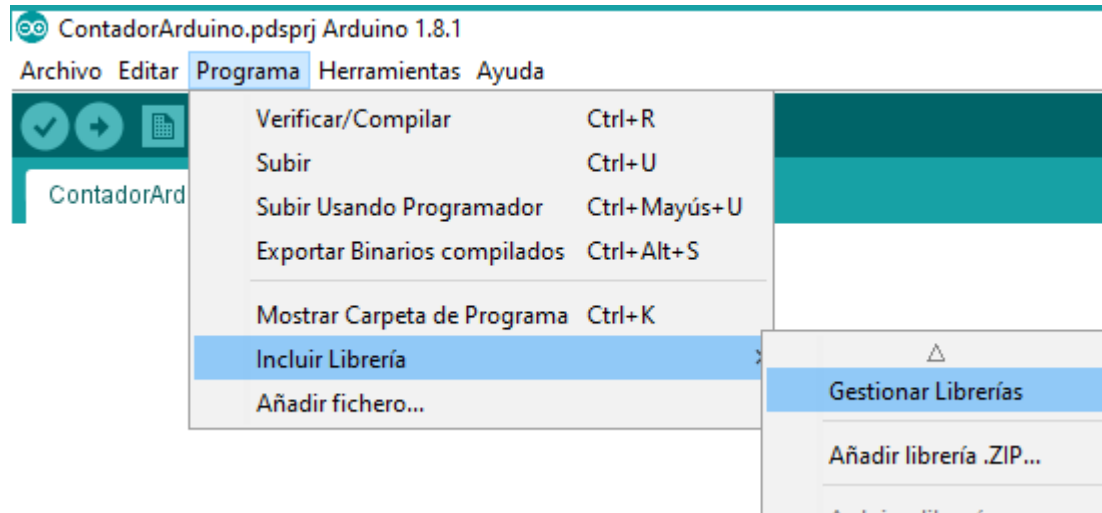 ContadorArduino.pdsprj Arduino 1.8.1
Archivo Editar Programa Herramientas Ayuda
Verificar/Compilar Ctrl+R
Subir Ctrl+U
ContadorArd
Subir Usando Programador Ctrl+Mayús+U
Exportar Binarios compilados Ctrl+Alt+S
Mostrar Carpeta de Programa Ctrl+K
Incluir Librería
Añadir fichero...
Gestionar Librerías
Añadir librería .ZIP...